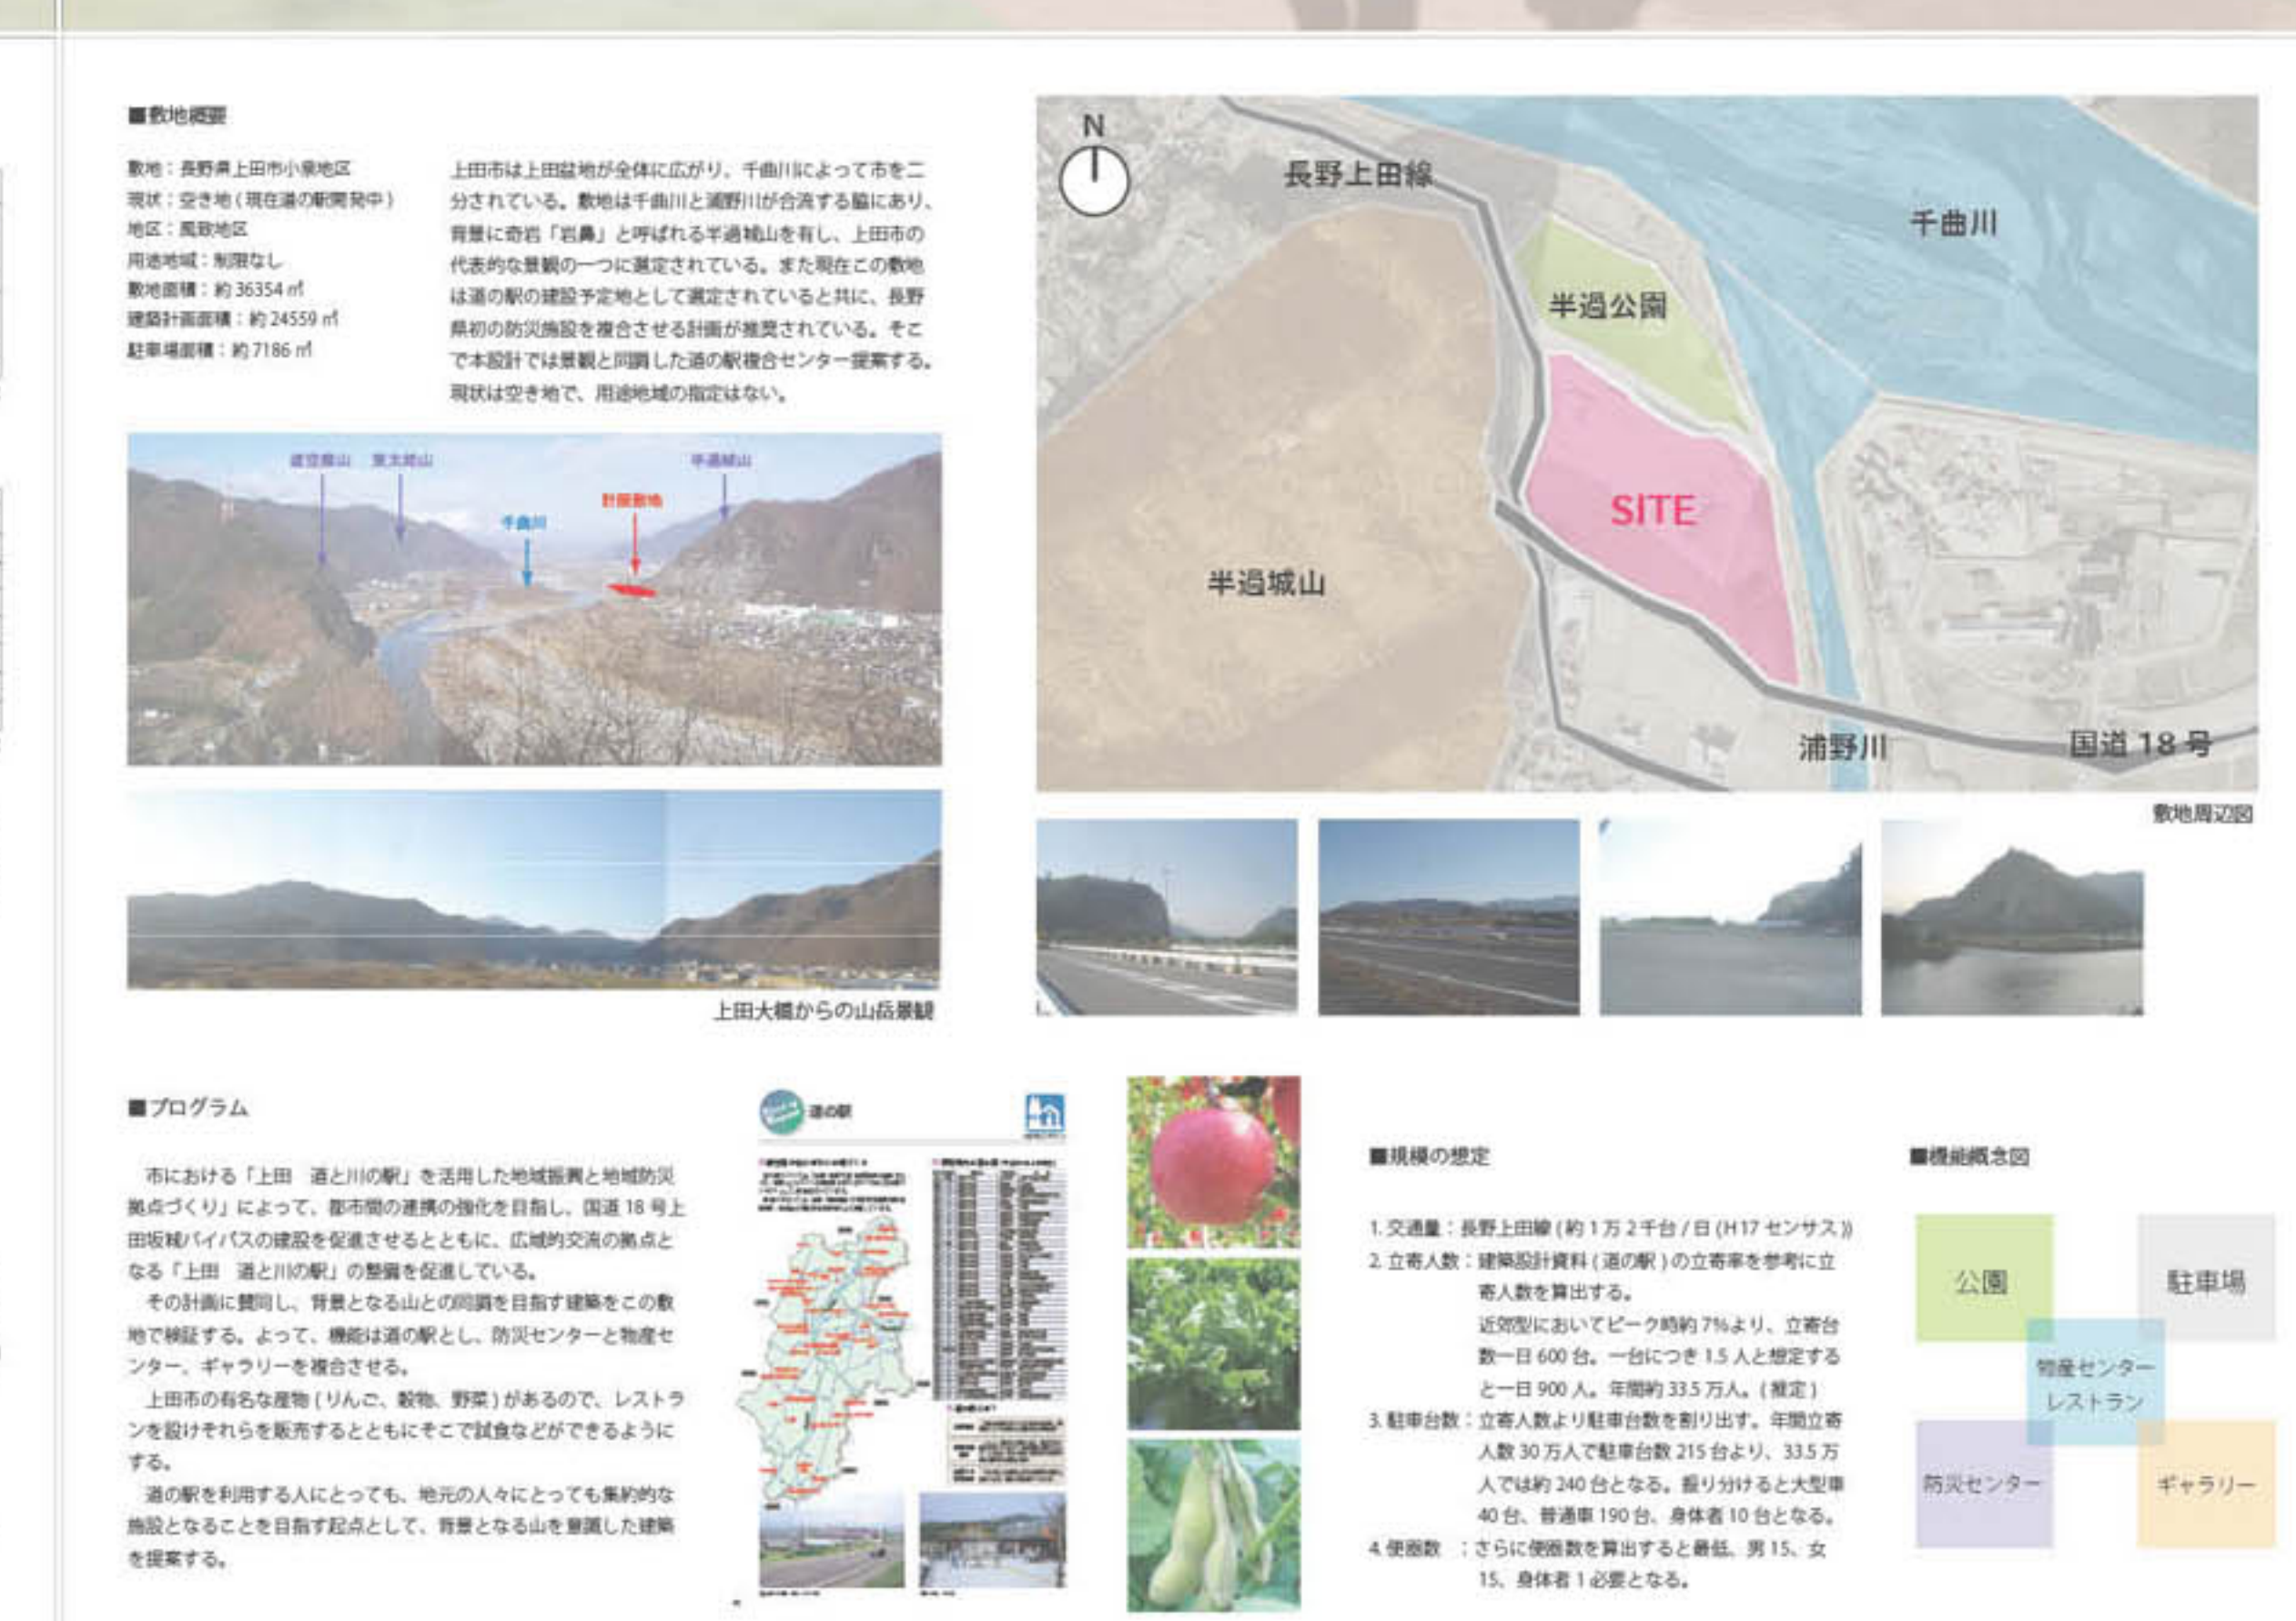 ■敷地概要
敷地：長野県上田市小泉地区
現状：空き地 ( 現在道の駅開発中 )
地区：風致地区
用途地域：制限なし
敷地面積：約 36354 ㎡
建築計画面積：約 24559 ㎡
駐車場面積：約 7186 ㎡
上田市は上田盆地が全体に広がり、千曲川によって市を二
分されている。敷地は千曲川と浦野川が合流する脇にあり、
背景に奇岩「岩鼻」と呼ばれる半過城山を有し、上田市の
代表的な景観の一つに選定されている。また現在この敷地
は道の駅の建設予定地として選定されていると共に、長野
県初の防災施設を複合させる計画が推奨されている。そこ
で本設計では景観と同調した道の駅複合センター提案する。
現状は空き地で、用途地域の指定はない。
虚空蔵山
東太郎山
半過城山
千曲川
計画敷地
上田大橋からの山岳景観
N
長野上田線
千曲川
半過公園
SITE
半過城山
浦野川
国道 18 号
敷地周辺図
■プログラム
市における「上田　道と川の駅」を活用した地域振興と地域防災
拠点づくり」によって、都市間の連携の強化を目指し、国道 18 号上
田坂城バイパスの建設を促進させるとともに、広域的交流の拠点と
なる「上田　道と川の駅」の整備を促進している。
その計画に賛同し、背景となる山との同調を目指す建築をこの敷
地で検証する。よって、機能は道の駅とし、防災センターと物産セ
ンター、ギャラリーを複合させる。
上田市の有名な産物 ( りんご、穀物、野菜 ) があるので、レストラ
ンを設けそれらを販売するとともにそこで試食などができるように
する。
道の駅を利用する人にとっても、地元の人々にとっても集約的な
施設となることを目指す起点として、背景となる山を意識した建築
を提案する。
道の駅
■規模の想定
1. 交通量：長野上田線 ( 約 1 万 2 千台 / 日 (H17 センサス ))
2. 立寄人数：建築設計資料 ( 道の駅 ) の立寄率を参考に立
寄人数を算出する。
近郊型においてピーク時約 7% より、立寄台
数一日 600 台。一台につき 1.5 人と想定する
と一日 900 人。年間約 33.5 万人。( 推定 )
3. 駐車台数：立寄人数より駐車台数を割り出す。年間立寄
人数 30 万人で駐車台数 215 台より、33.5 万
人では約 240 台となる。振り分けると大型車
40 台、普通車 190 台、身体者 10 台となる。
4. 便器数　：さらに便器数を算出すると最低、男 15、女
15、身体者 1 必要となる。
■機能概念図
公園
駐車場
物産センター
レストラン
防災センター
ギャラリー